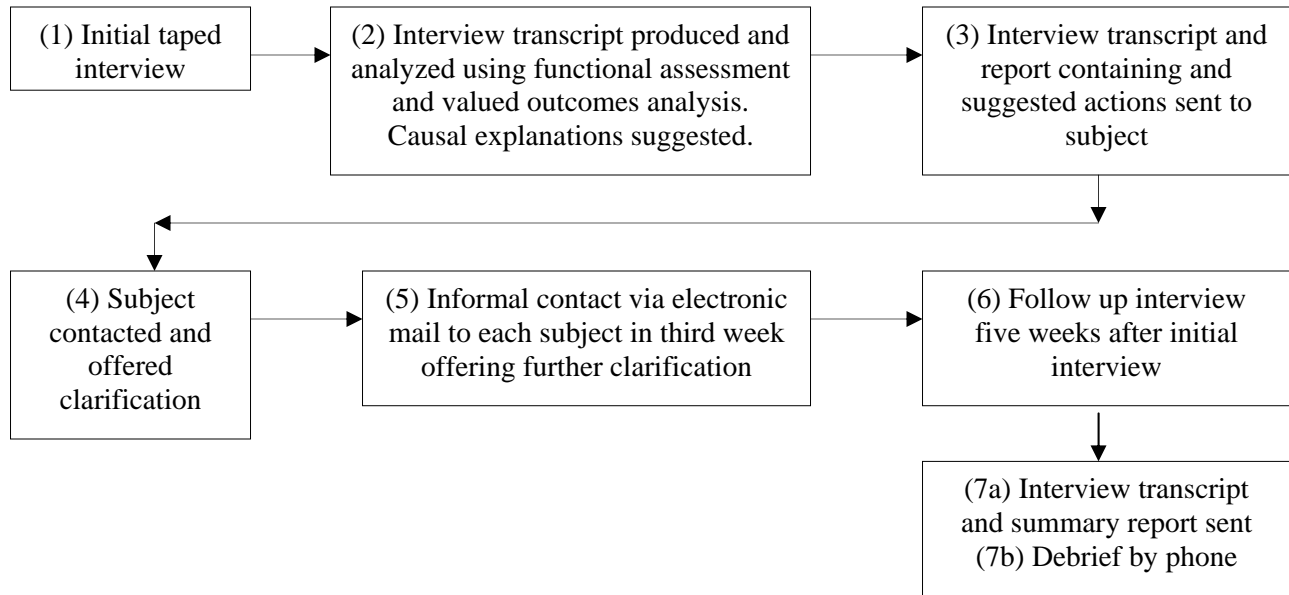 (1) Initial taped
interview
(2) Interview transcript produced and
analyzed using functional assessment
and valued outcomes analysis.
Causal explanations suggested.
(3) Interview transcript and
report containing and
suggested actions sent to
subject
(4) Subject
contacted and
offered
clarification
(5) Informal contact via electronic
mail to each subject in third week
offering further clarification
(6) Follow up interview
five weeks after initial
interview
(7a) Interview transcript
and summary report sent
(7b) Debrief by phone